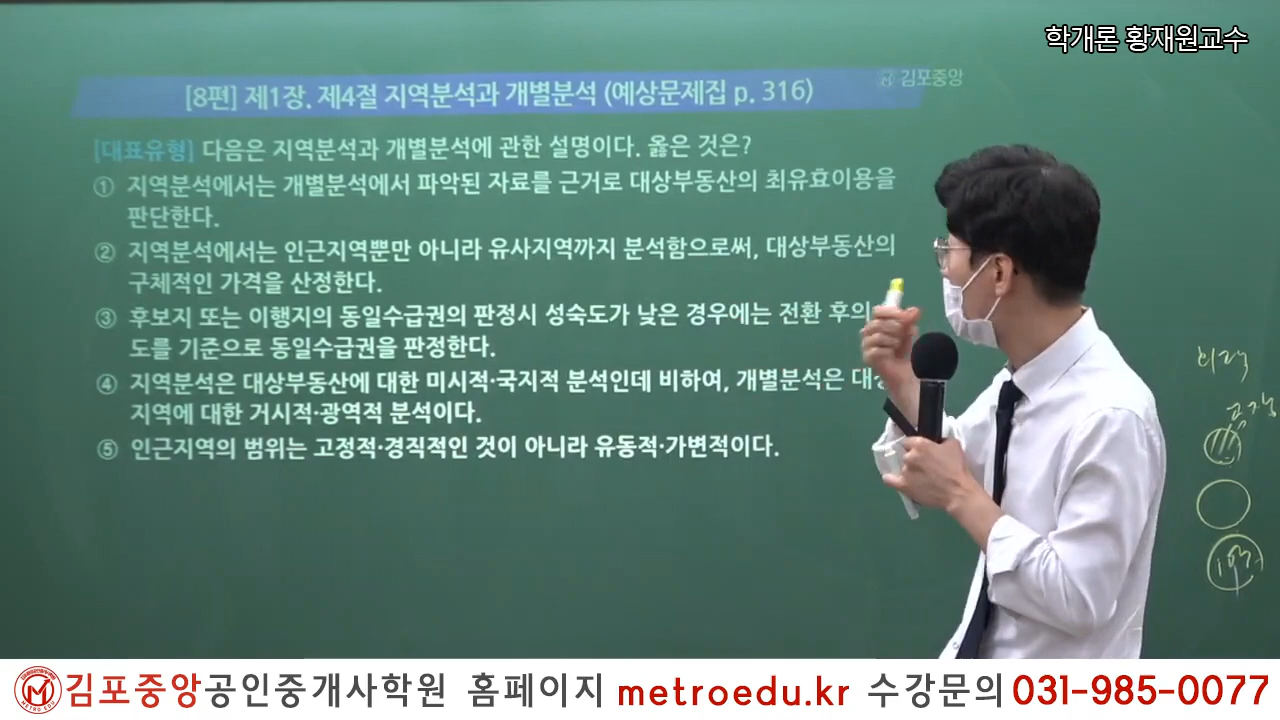 학개론 황재원교수
[8편] 제1장. 제4절 지역분석과 개별분석 (예상문제집 p. 316)
김포중앙
[대표유형] 다음은 지역분석과 개별분석에 관한 설명이다. 옳은 것은?
① 지역분석에서는 개별분석에서 파악된 자료를 근거로 대상부동산의 최유효이용을
판단한다.
② 지역분석에서는 인근지역뿐만 아니라 유사지역까지 분석함으로써, 대상부동산의
구체적인 가격을 산정한다.
③ 후보지 또는 이행지의 동일수급권의 판정시 성숙도가 낮은 경우에는 전환 후의
도를 기준으로 동일수급권을 판정한다.
④ 지역분석은 대상부동산에 대한 미시적·국지적 분석인데 비하여, 개별분석은
지역에 대한 거시적·광역적 분석이다.
⑤ 인근지역의 범위는 고정적·경직적인 것이 아니라 유동적·가변적이다.
공장
METRO EDU
김포중앙공인중개사학원 홈페이지 metroedu.kr 수강문의 031-985-0077